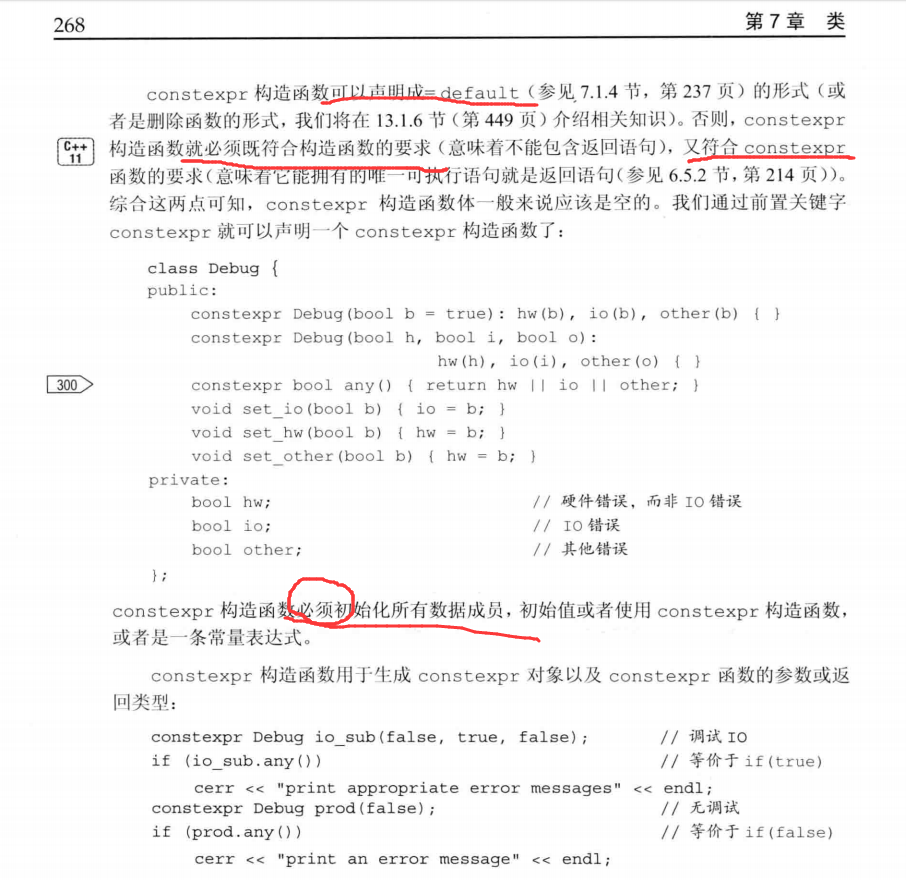 268
第 7 章 类
constexpr 构造函数可以声明成= default（参见 7.1.4 节，第 237 页）的形式（或
者是删除函数的形式，我们将在 13.1.6 节（第 449 页）介绍相关知识）。否则，constexpr
C++
11
构造函数就必须既符合构造函数的要求（意味着不能包含返回语句），又符合 constexpr
函数的要求（意味着它能拥有的唯一可执行语句就是返回语句（参见 6.5.2 节，第 214 页））。
综合这两点可知，constexpr 构造函数体一般来说应该是空的。我们通过前置关键字
constexpr 就可以声明一个 constexpr 构造函数了：
class Debug {
public:
constexpr Debug(bool b = true): hw(b), io(b), other(b) { }
constexpr Debug(bool h, bool i, bool o):
hw(h), io(i), other(o) { }
300
constexpr bool any() { return hw || io || other; }
void set_io(bool b) { io = b; }
void set_hw(bool b) { hw = b; }
void set_other(bool b) { hw = b; }
private:
bool hw; // 硬件错误，而非 IO 错误
bool io; // IO 错误
bool other; // 其他错误
};
constexpr 构造函数必须初始化所有数据成员，初始值或者使用 constexpr 构造函数，
或者是一条常量表达式。
constexpr 构造函数用于生成 constexpr 对象以及 constexpr 函数的参数或返
回类型：
constexpr Debug io_sub(false, true, false); // 调试 IO
if (io_sub.any()) // 等价于 if(true)
cerr << "print appropriate error messages" << endl;
constexpr Debug prod(false); // 无调试
if (prod.any()) // 等价于 if(false)
cerr << "print an error message" << endl;